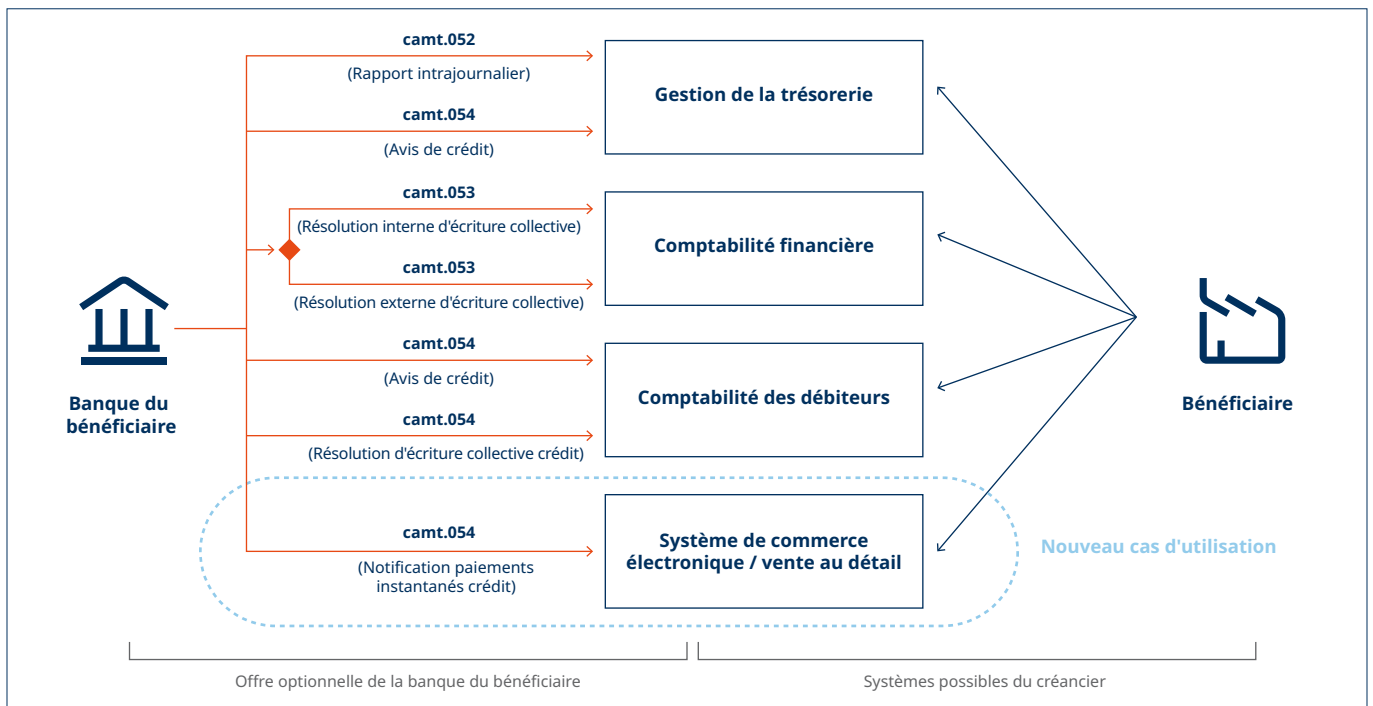 camt.052
(Rapport intrajournalier)
camt.054
(Avis de crédit)
Gestion de la trésorerie
camt.053
(Résolution interne d'écriture collective)
camt.053
(Résolution externe d'écriture collective)
Comptabilité financière
Banque du
bénéficiaire
camt.054
(Avis de crédit)
camt.054
(Résolution d'écriture collective crédit)
Comptabilité des débiteurs
Bénéficiaire
camt.054
(Notification paiements
instantanés crédit)
Système de commerce
électronique / vente au détail
Nouveau cas d'utilisation
Offre optionnelle de la banque du bénéficiaire
Systèmes possibles du créancier